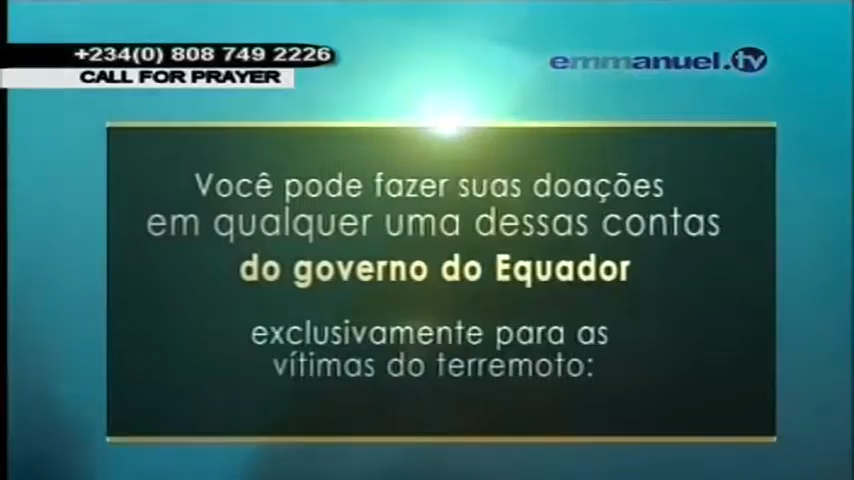 +234(0) 808 749 2226
CALL FOR PRAYER
emmanuel.tv
Você pode fazer suas doações
em qualquer uma dessas contas
do governo do Equador
exclusivamente para as
vítimas do terremoto: